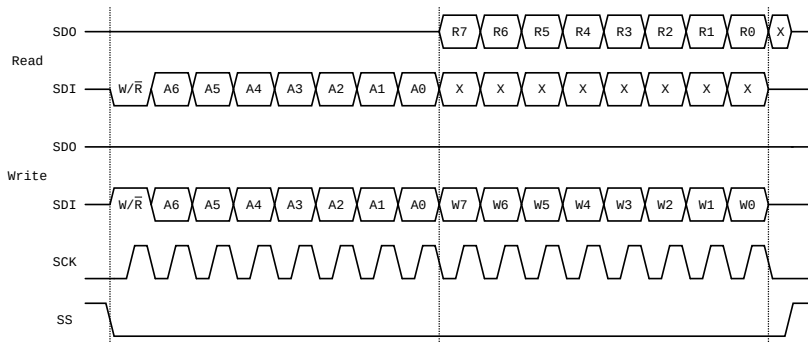 SDO R7 R6 R5 R4 R3 R2 R1 R0 X
Read
SDI W/R̅ A6 A5 A4 A3 A2 A1 A0 X X X X X X X X
SDO
Write
SDI W/R̅ A6 A5 A4 A3 A2 A1 A0 W7 W6 W5 W4 W3 W2 W1 W0
SCK
SS